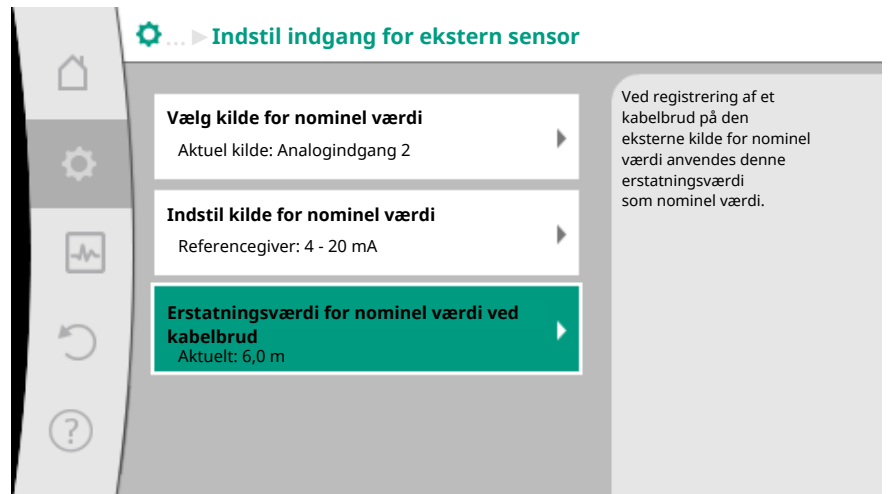 ... ▶ Indstil indgang for ekstern sensor
Vælg kilde for nominel værdi
Aktuel kilde: Analogindgang 2
Indstil kilde for nominel værdi
Referencegiver: 4 - 20 mA
Erstatningsværdi for nominel værdi ved
kabelbrud
Aktuelt: 6,0 m
Ved registrering af et
kabelbrud på den
eksterne kilde for nominel
værdi anvendes denne
erstatningsværdi
som nominel værdi.
?